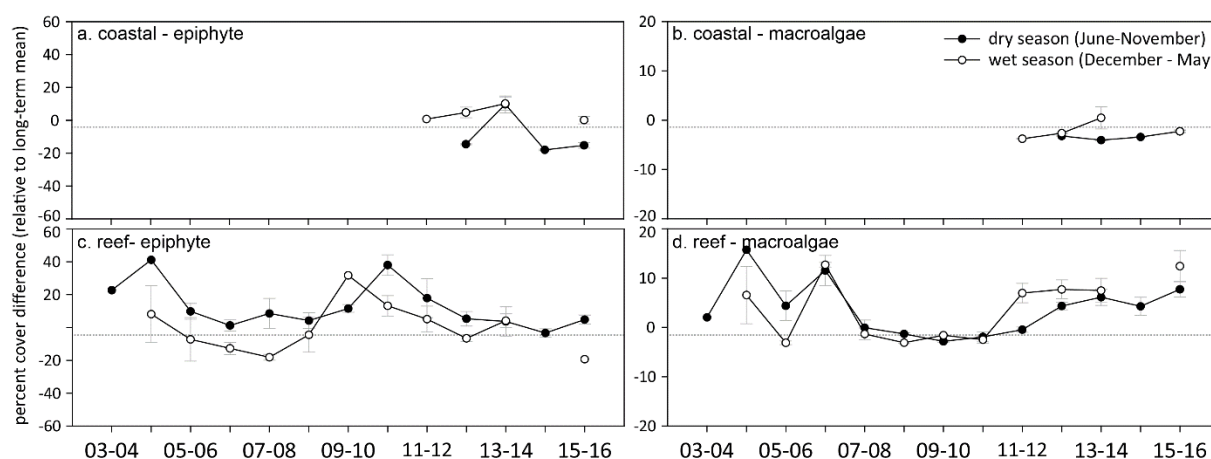 percent cover difference (relative to long-term mean)
a. coastal - epiphyte
60
40
20
0
-20
-40
-60
b. coastal - macroalgae
dry season (June-November)
wet season (December - May
20
10
0
-10
-20
c. reef- epiphyte
60
40
20
-20
-40
-60
d. reef - macroalgae
20
10
0
-10
-20
03-04 05-06 07-08 09-10 11-12 13-14 15-16
03-04 05-06 07-08 09-10 11-12 13-14 15-16